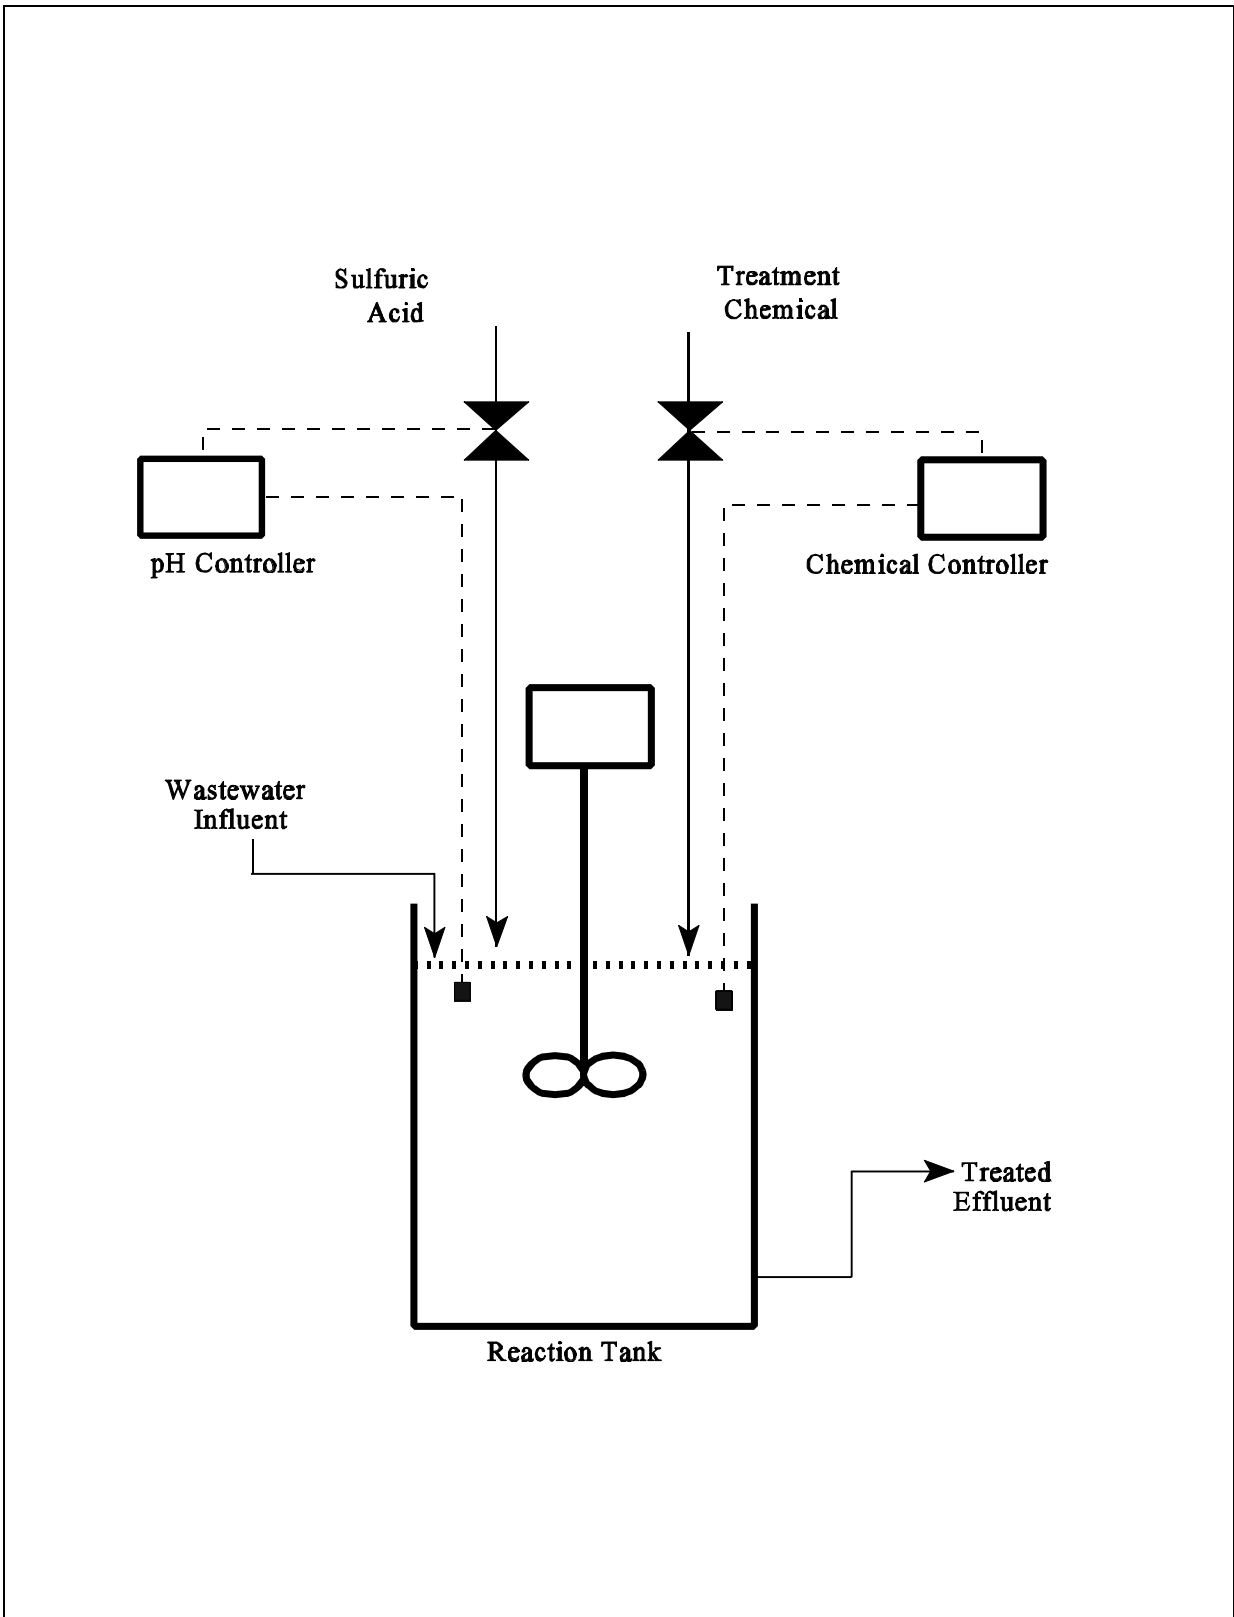 Sulfuric
Acid
Treatment
Chemical
pH Controller
Chemical Controller
Wastewater
Influent
Treated
Effluent
Reaction Tank